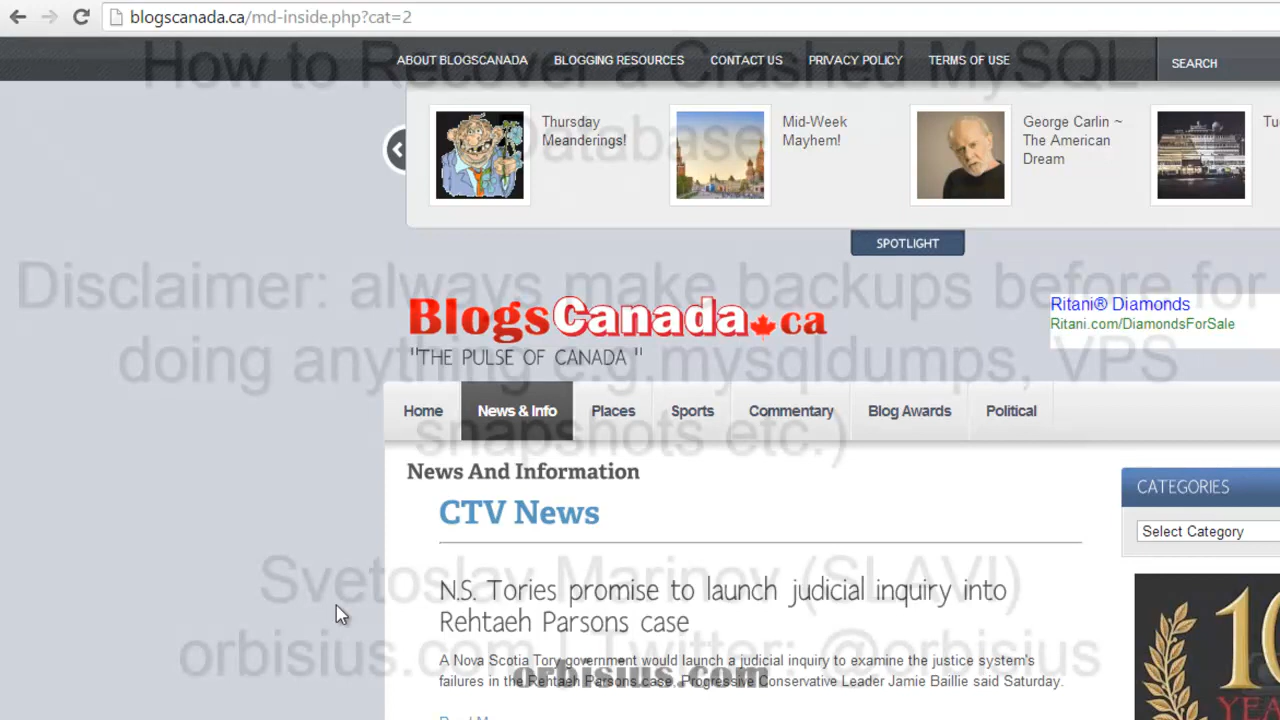 blogscanada.ca/md-inside.php?cat=2
How to Recover a Crashed MySQL
Database
ABOUT BLOGSCANADA BLOGGING RESOURCES CONTACT US PRIVACY POLICY TERMS OF USE SEARCH
Thursday
Meanderings!
Mid-Week
Mayhem!
George Carlin ~
The American
Dream
SPOTLIGHT
Disclaimer: always make backups before for
doing anything e.g.mysqldumps, VPS
snapshots etc.)
BlogsCanada.ca
"THE PULSE OF CANADA "
Ritani® Diamonds
Ritani.com/DiamondsForSale
Home News & Info Places Sports Commentary Blog Awards Political
News And Information
CTV News
CATEGORIES
Select Category
N.S. Tories promise to launch judicial inquiry into
Rehtaeh Parsons case
A Nova Scotia Tory government would launch a judicial inquiry to examine the justice system's
failures in the Rehtaeh Parsons case, Progressive Conservative Leader Jamie Baillie said Saturday.
Svetoslav Marinov (SLAVI)
orbisius.com | Twitter: @orbisius
orbisius.com
10
YEA